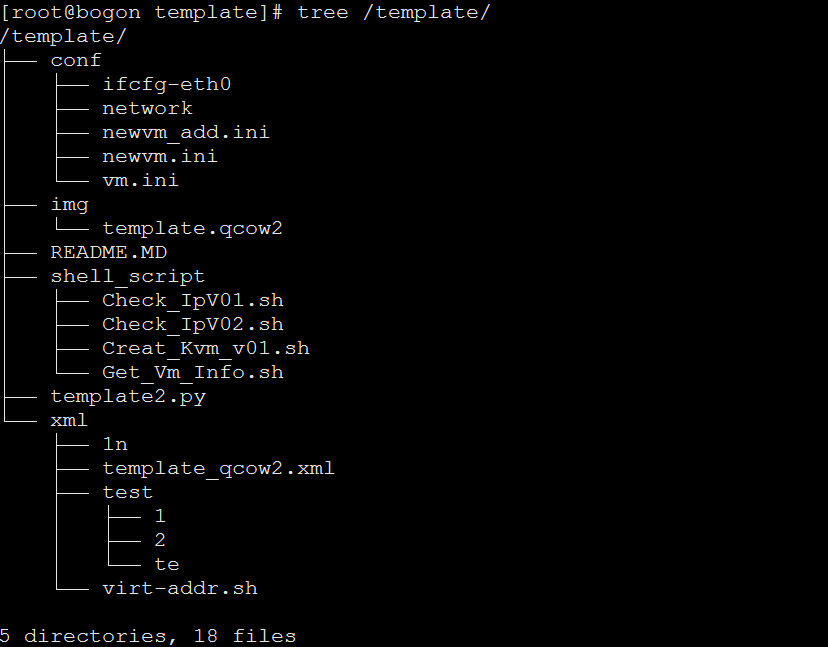 [root@bogon template]# tree /template/
/template/
├── conf
│   ├── ifcfg-eth0
│   ├── network
│   ├── newvm_add.ini
│   ├── newvm.ini
│   └── vm.ini
├── img
│   └── template.qcow2
├── README.MD
├── shell_script
│   ├── Check_IpV01.sh
│   ├── Check_IpV02.sh
│   ├── Creat_Kvm_v01.sh
│   └── Get_Vm_Info.sh
├── template2.py
└── xml
    ├── 1n
    ├── template_qcow2.xml
    ├── test
    │   ├── 1
    │   ├── 2
    │   └── te
    └── virt-addr.sh

5 directories, 18 files